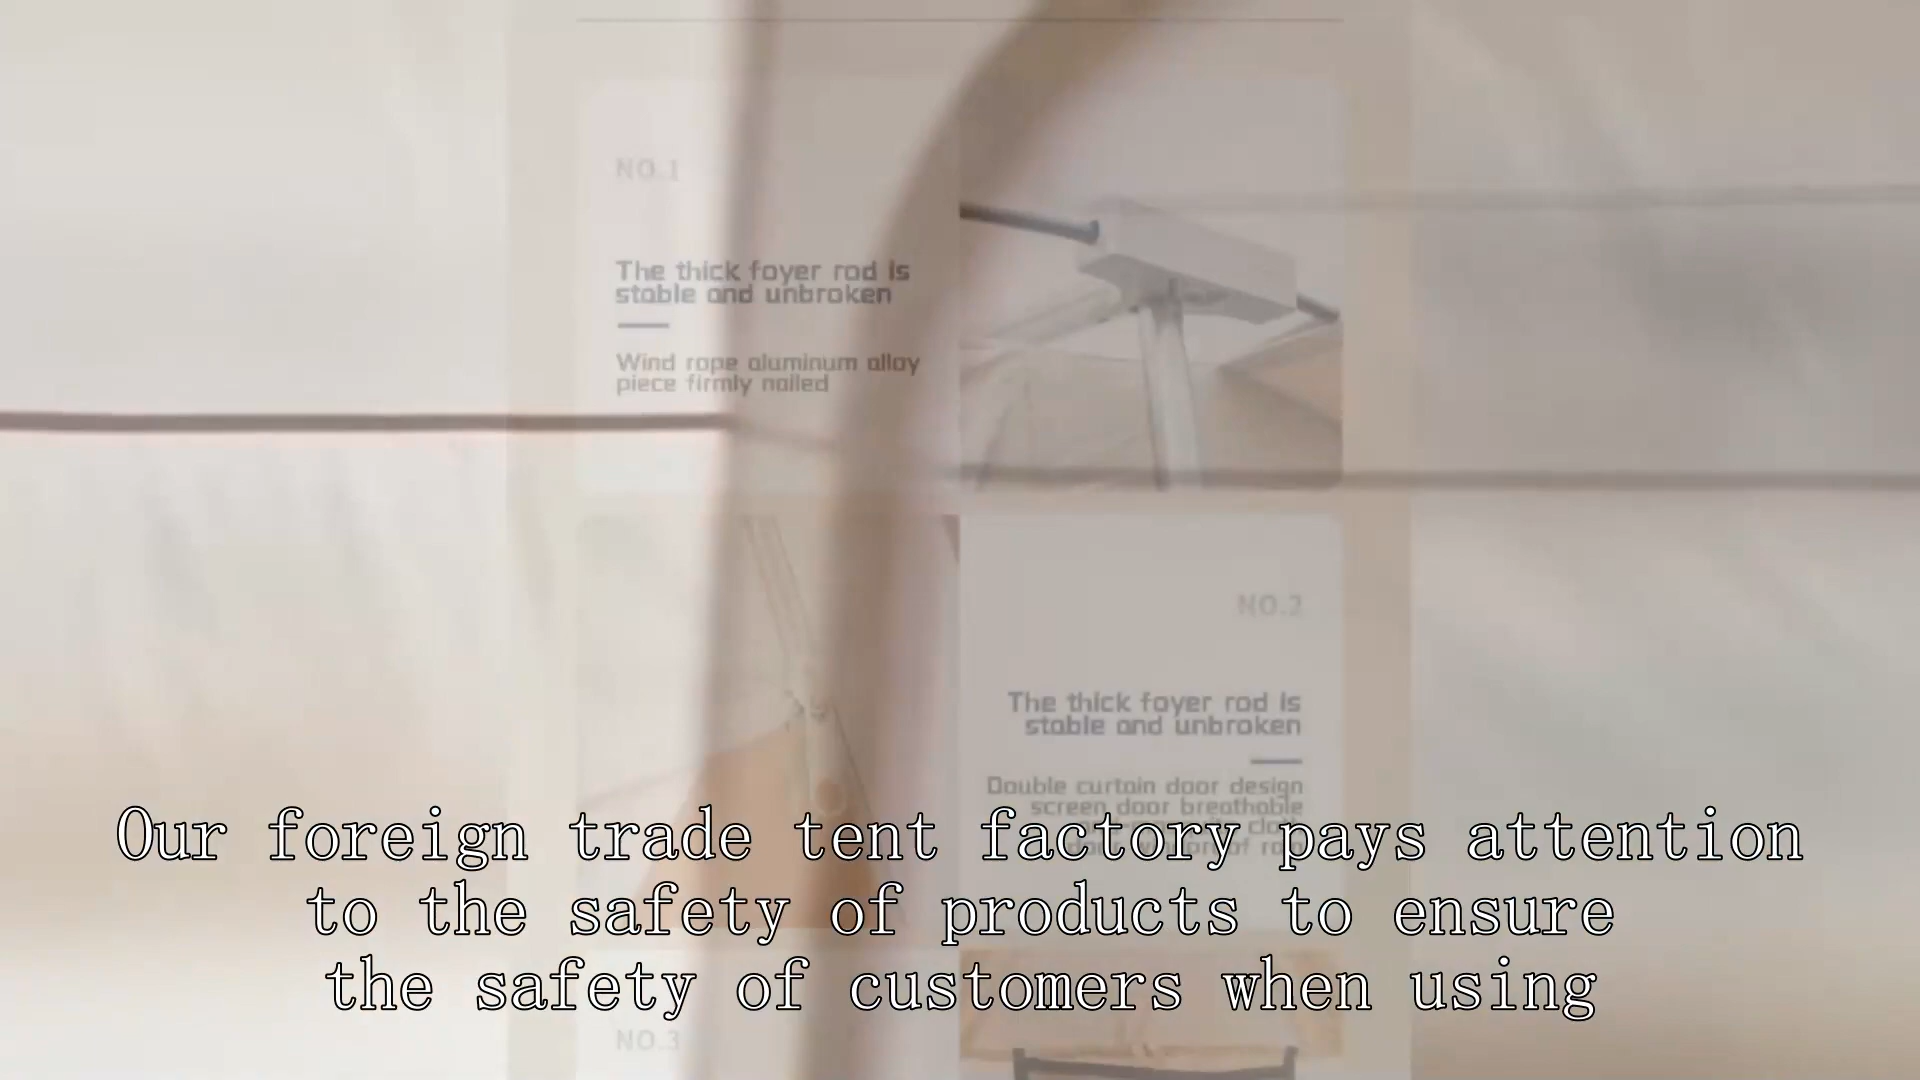 NO.1
The thick foyer rod is
stable and unbroken
Wind rope aluminum alloy
piece firmly nailed
NO.2
The thick foyer rod is
stable and unbroken
Double curtain door design
screen door breathable
Our foreign trade tent factory pays attention
to the safety of products to ensure
the safety of customers when using
NO.3